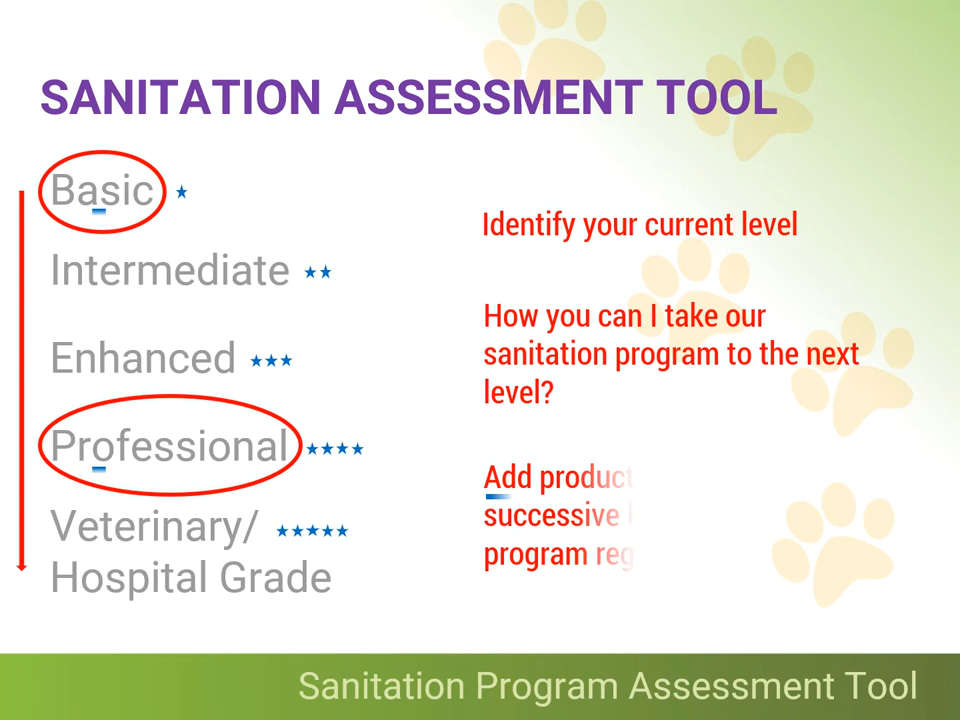 SANITATION ASSESSMENT TOOL
Basic
Intermediate
Enhanced
Professional
Veterinary/
Hospital Grade
Identify your current level
How you can I take our
sanitation program to the next
level?
Add product
successive
program
Sanitation Program Assessment Tool